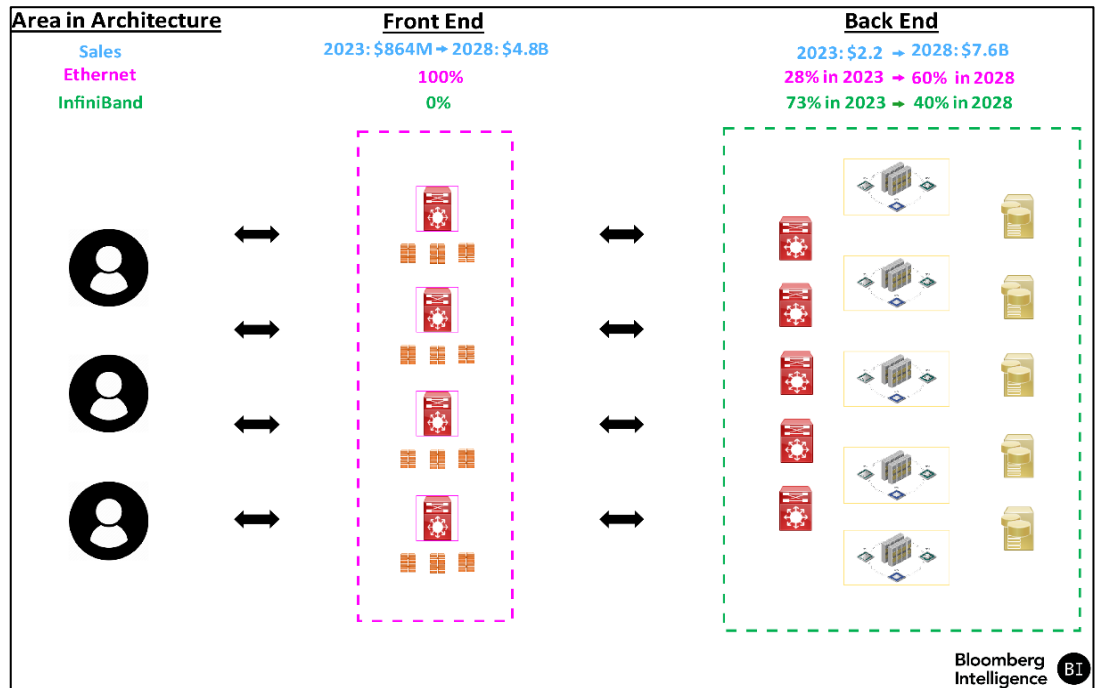 Area in Architecture
Front End
Back End
Sales
2023: $864M → 2028: $4.8B
2023: $2.2 → 2028: $7.6B
Ethernet
100%
28% in 2023 → 60% in 2028
InfiniBand
0%
73% in 2023 → 40% in 2028
Bloomberg
Intelligence
BI